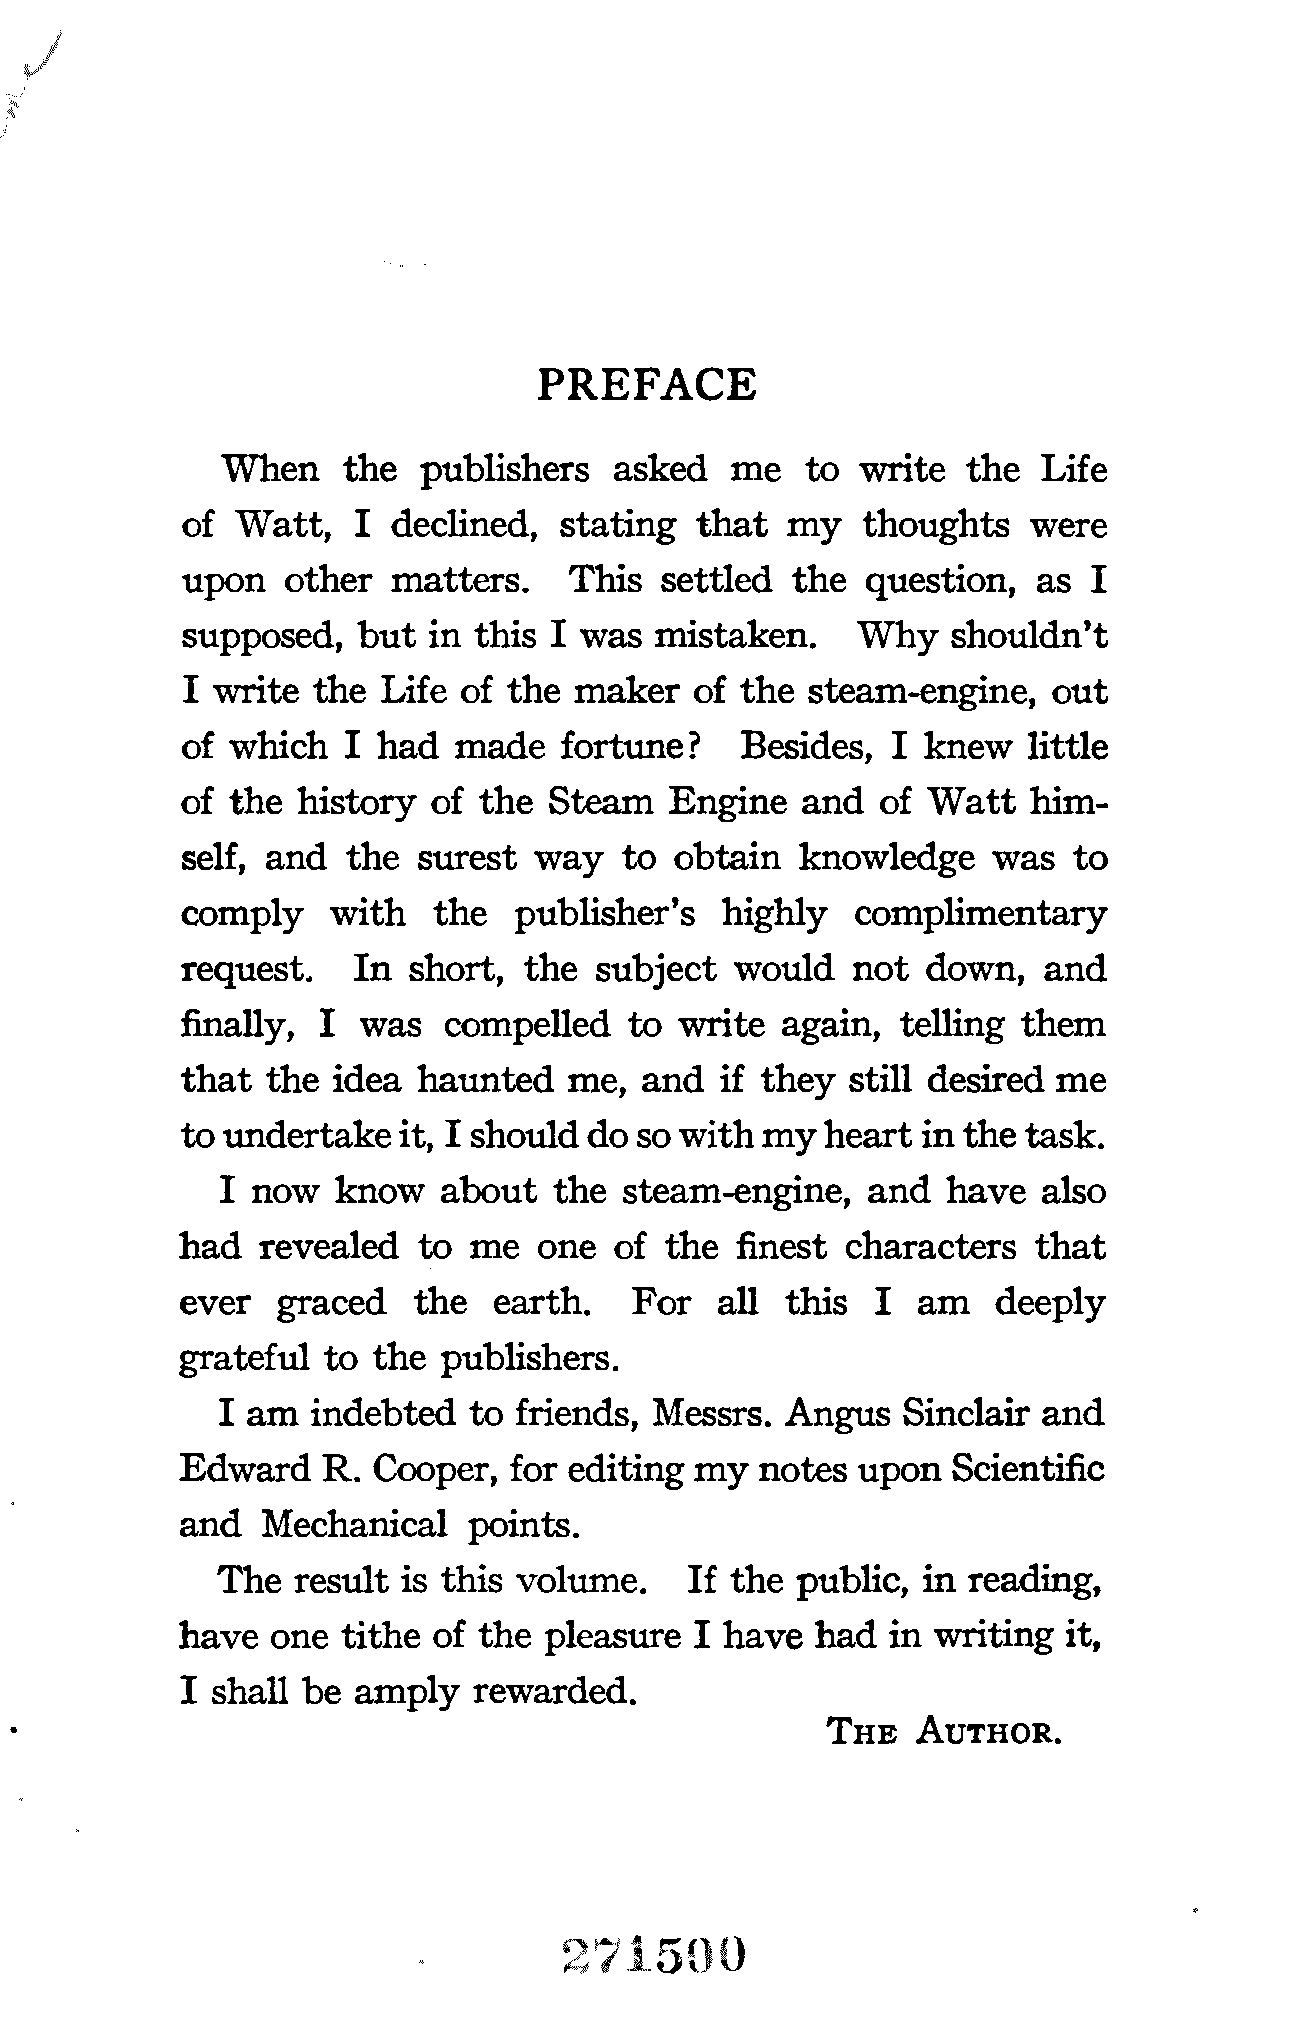 PREFACE
When the publishers asked me to write the Life
of Watt, I declined, stating that my thoughts were
upon other matters. This settled the question, as I
supposed, but in this I was mistaken. Why shouldn't
I write the Life of the maker of the steam-engine, out
of which I had made fortune? Besides, I knew little
of the history of the Steam Engine and of Watt him-
self, and the surest way to obtain knowledge was to
comply with the publisher's highly complimentary
request. In short, the subject would not down, and
finally, I was compelled to write again, telling them
that the idea haunted me, and if they still desired me
to undertake it, I should do so with my heart in the task.
I now know about the steam-engine, and have also
had revealed to me one of the finest characters that
ever graced the earth. For all this I am deeply
grateful to the publishers.
I am indebted to friends, Messrs. Angus Sinclair and
Edward R. Cooper, for editing my notes upon Scientific
and Mechanical points.
The result is this volume. If the public, in reading,
have one tithe of the pleasure I have had in writing it,
I shall be amply rewarded.
THE AUTHOR.
271500